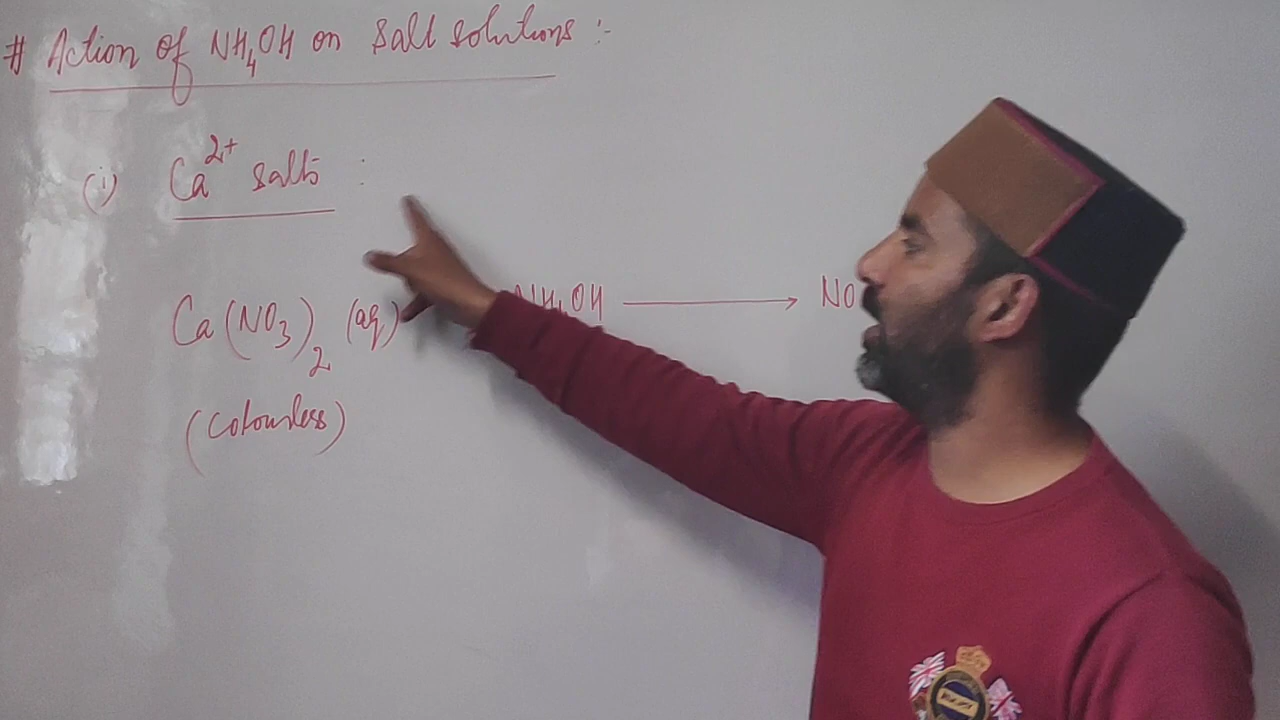 # Action of NH₄OH on salt solutions :-
(i) Ca²⁺ salts :
Ca(NO₃)₂ (aq) NH₄OH ⟶ No
(Colourless)